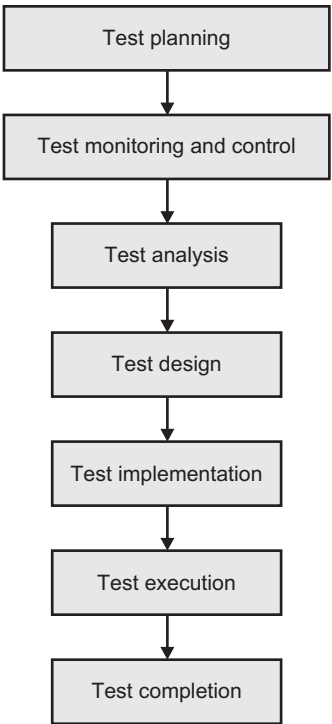 Test planning
Test monitoring and control
Test analysis
Test design
Test implementation
Test execution
Test completion